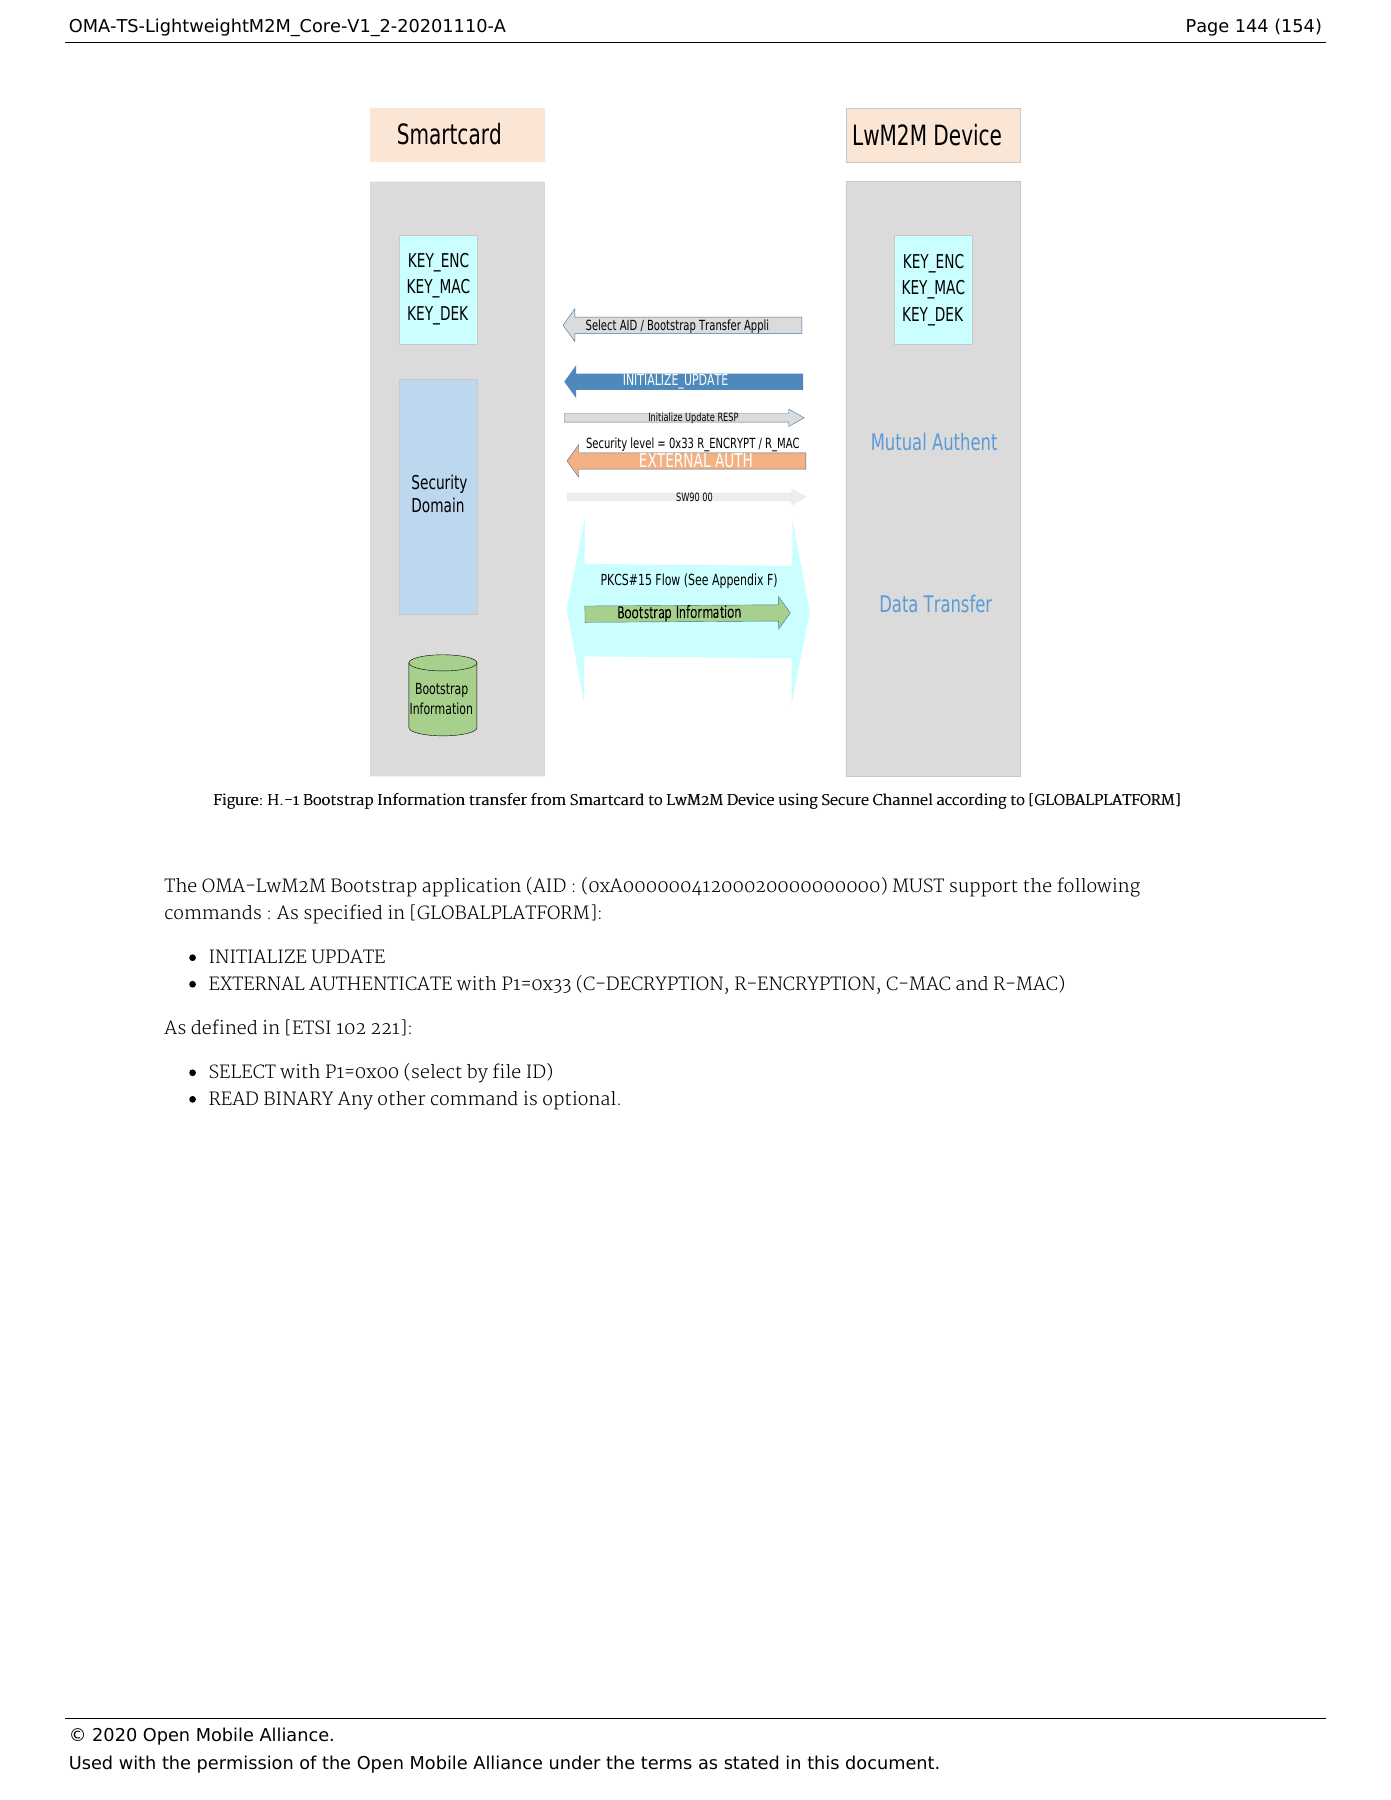 OMA-TS-LightweightM2M_Core-V1_2-20201110-A Page 144 (154)
Smartcard
LwM2M Device
KEY_ENC
KEY_MAC
KEY_DEK
KEY_ENC
KEY_MAC
KEY_DEK
Select AID / Bootstrap Transfer Appli
INITIALIZE_UPDATE
Initialize Update RESP
Security level = 0x33 R_ENCRYPT / R_MAC
EXTERNAL AUTH
Mutual Authent
Security
Domain
SW90 00
PKCS#15 Flow (See Appendix F)
Bootstrap Information
Data Transfer
Bootstrap
Information
Figure: H.-1 Bootstrap Information transfer from Smartcard to LwM2M Device using Secure Channel according to [GLOBALPLATFORM]
The OMA-LwM2M Bootstrap application (AID : (0xA00000041200020000000000) MUST support the following
commands : As specified in [GLOBALPLATFORM]:
• INITIALIZE UPDATE
• EXTERNAL AUTHENTICATE with P1=0x33 (C-DECRYPTION, R-ENCRYPTION, C-MAC and R-MAC)
As defined in [ETSI 102 221]:
• SELECT with P1=0x00 (select by file ID)
• READ BINARY Any other command is optional.
© 2020 Open Mobile Alliance.
Used with the permission of the Open Mobile Alliance under the terms as stated in this document.